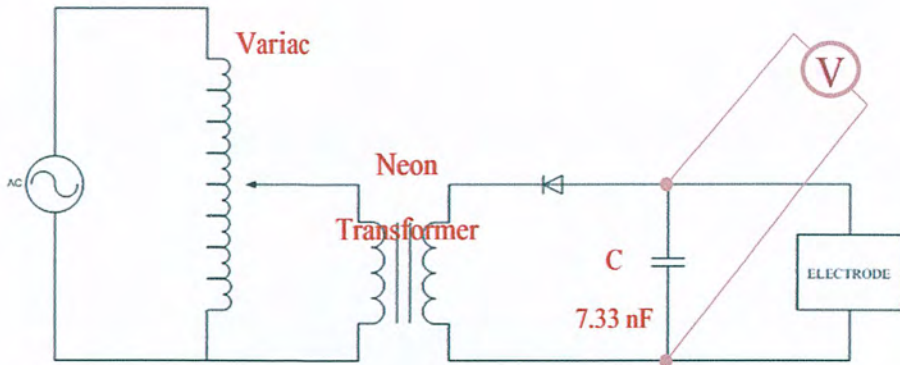 Variac
V
AC
Neon
Transformer
C
ELECTRODE
7.33 nF